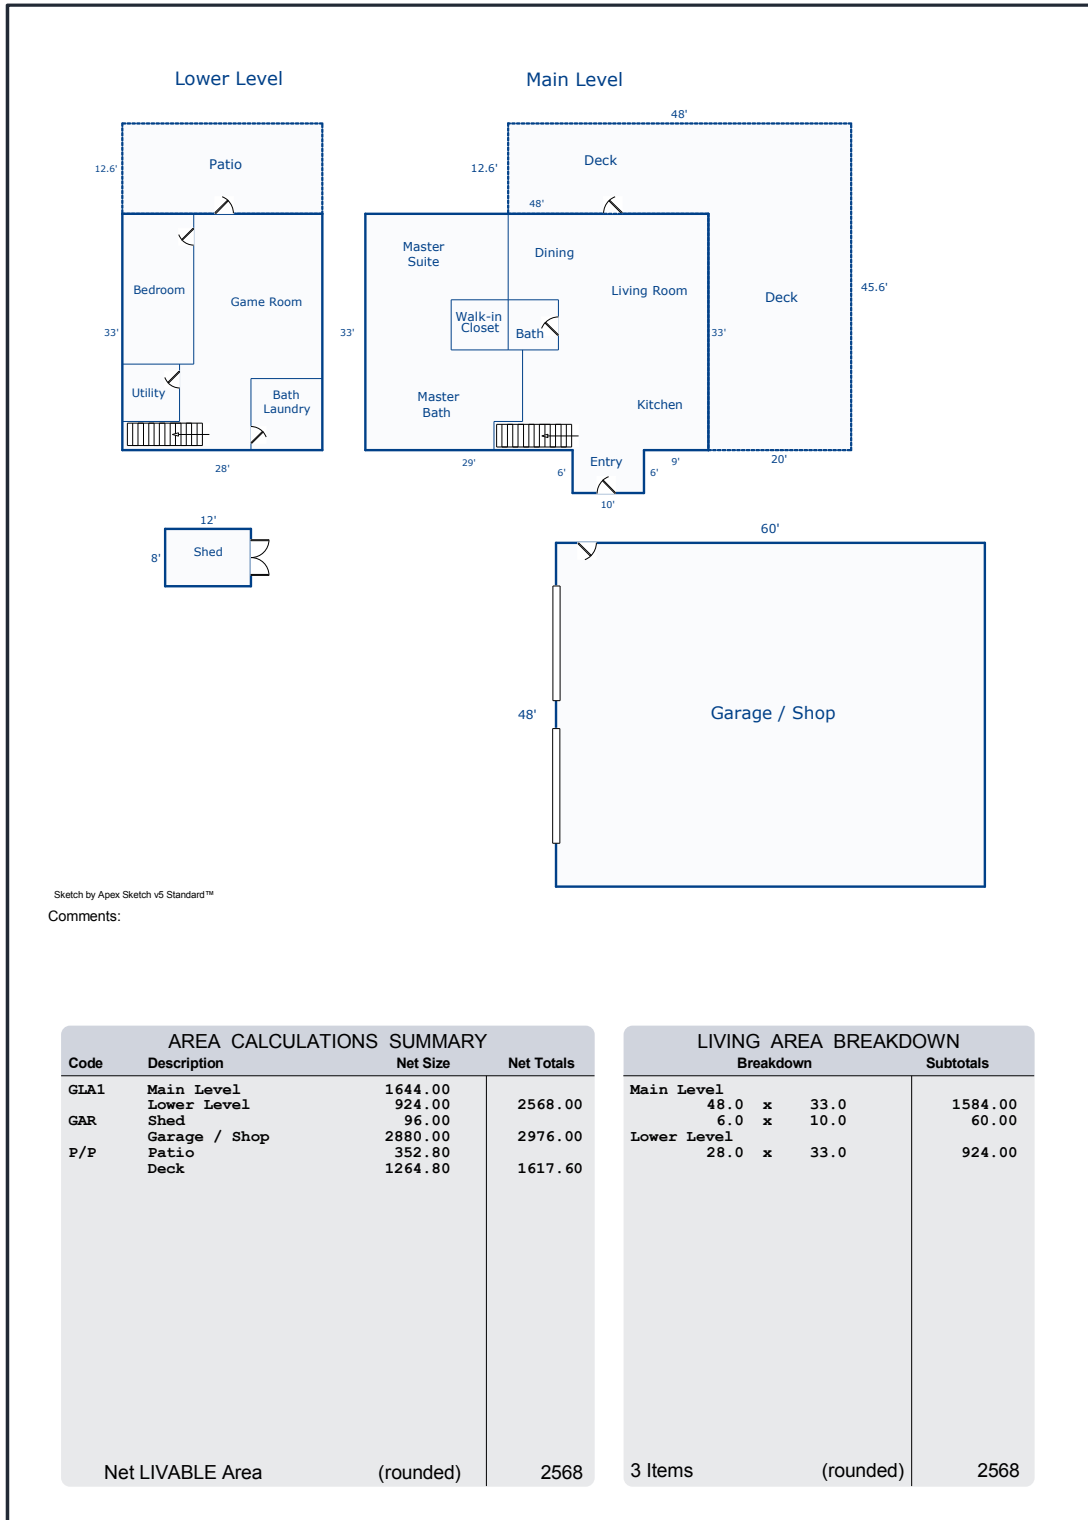 Lower Level
Main Level
48'
12.6'
Patio
12.6'
Deck
48'
Master
Suite
Dining
Bedroom
Game Room
Living Room
Deck
45.6'
33'
33'
Walk-in
Closet
Bath
33'
Utility
Bath
Laundry
Master
Bath
Kitchen
28'
29'
6'
Entry
6'
9'
20'
10'
12'
8'
Shed
60'
48'
Garage / Shop
Sketch by Apex Sketch v5 Standard™
Comments:
AREA CALCULATIONS SUMMARY
Code Description Net Size Net Totals
GLA1 Main Level 1644.00
Lower Level 924.00 2568.00
GAR Shed 96.00
Garage / Shop 2880.00 2976.00
P/P Patio 352.80
Deck 1264.80 1617.60
Net LIVABLE Area (rounded) 2568
LIVING AREA BREAKDOWN
Breakdown Subtotals
Main Level
48.0 x 33.0 1584.00
6.0 x 10.0 60.00
Lower Level
28.0 x 33.0 924.00
3 Items (rounded) 2568